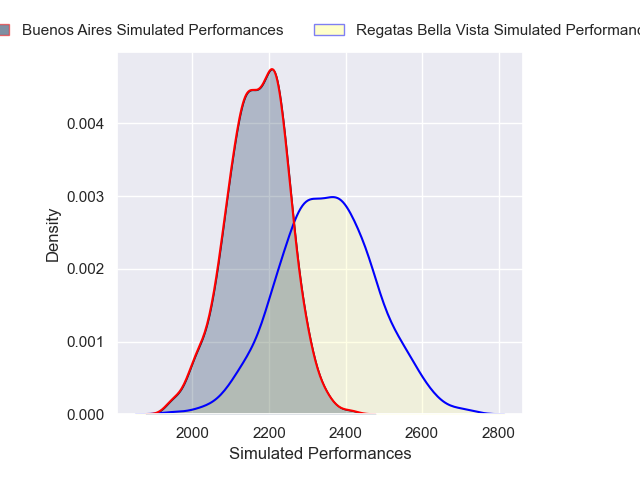 Buenos Aires Simulated Performances
Regatas Bella Vista Simulated
0.004
0.003
0.002
0.001
0.000
Density
2000 2200 2400 2600 2800
Simulated Performances